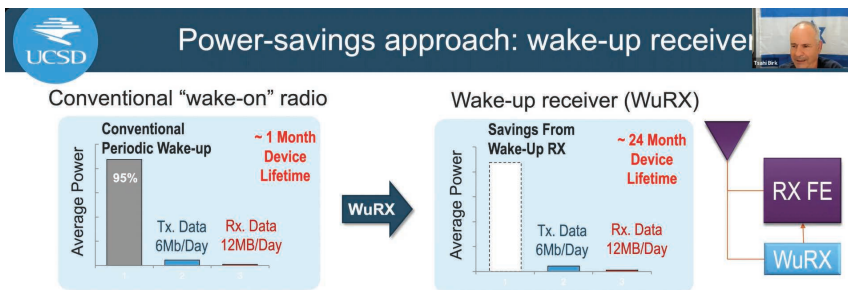 UCSD
Power-savings approach: wake-up receiver
Tsahi Birk
Conventional “wake-on” radio
Wake-up receiver (WuRX)
Conventional
Periodic Wake-up
~ 1 Month
Device
Lifetime
Average Power
95%
Tx. Data
6Mb/Day
Rx. Data
12MB/Day
1
2
3
WuRX
Savings From
Wake-Up RX
~ 24 Month
Device
Lifetime
Average Power
Tx. Data
6Mb/Day
Rx. Data
12MB/Day
1
2
3
RX FE
WuRX